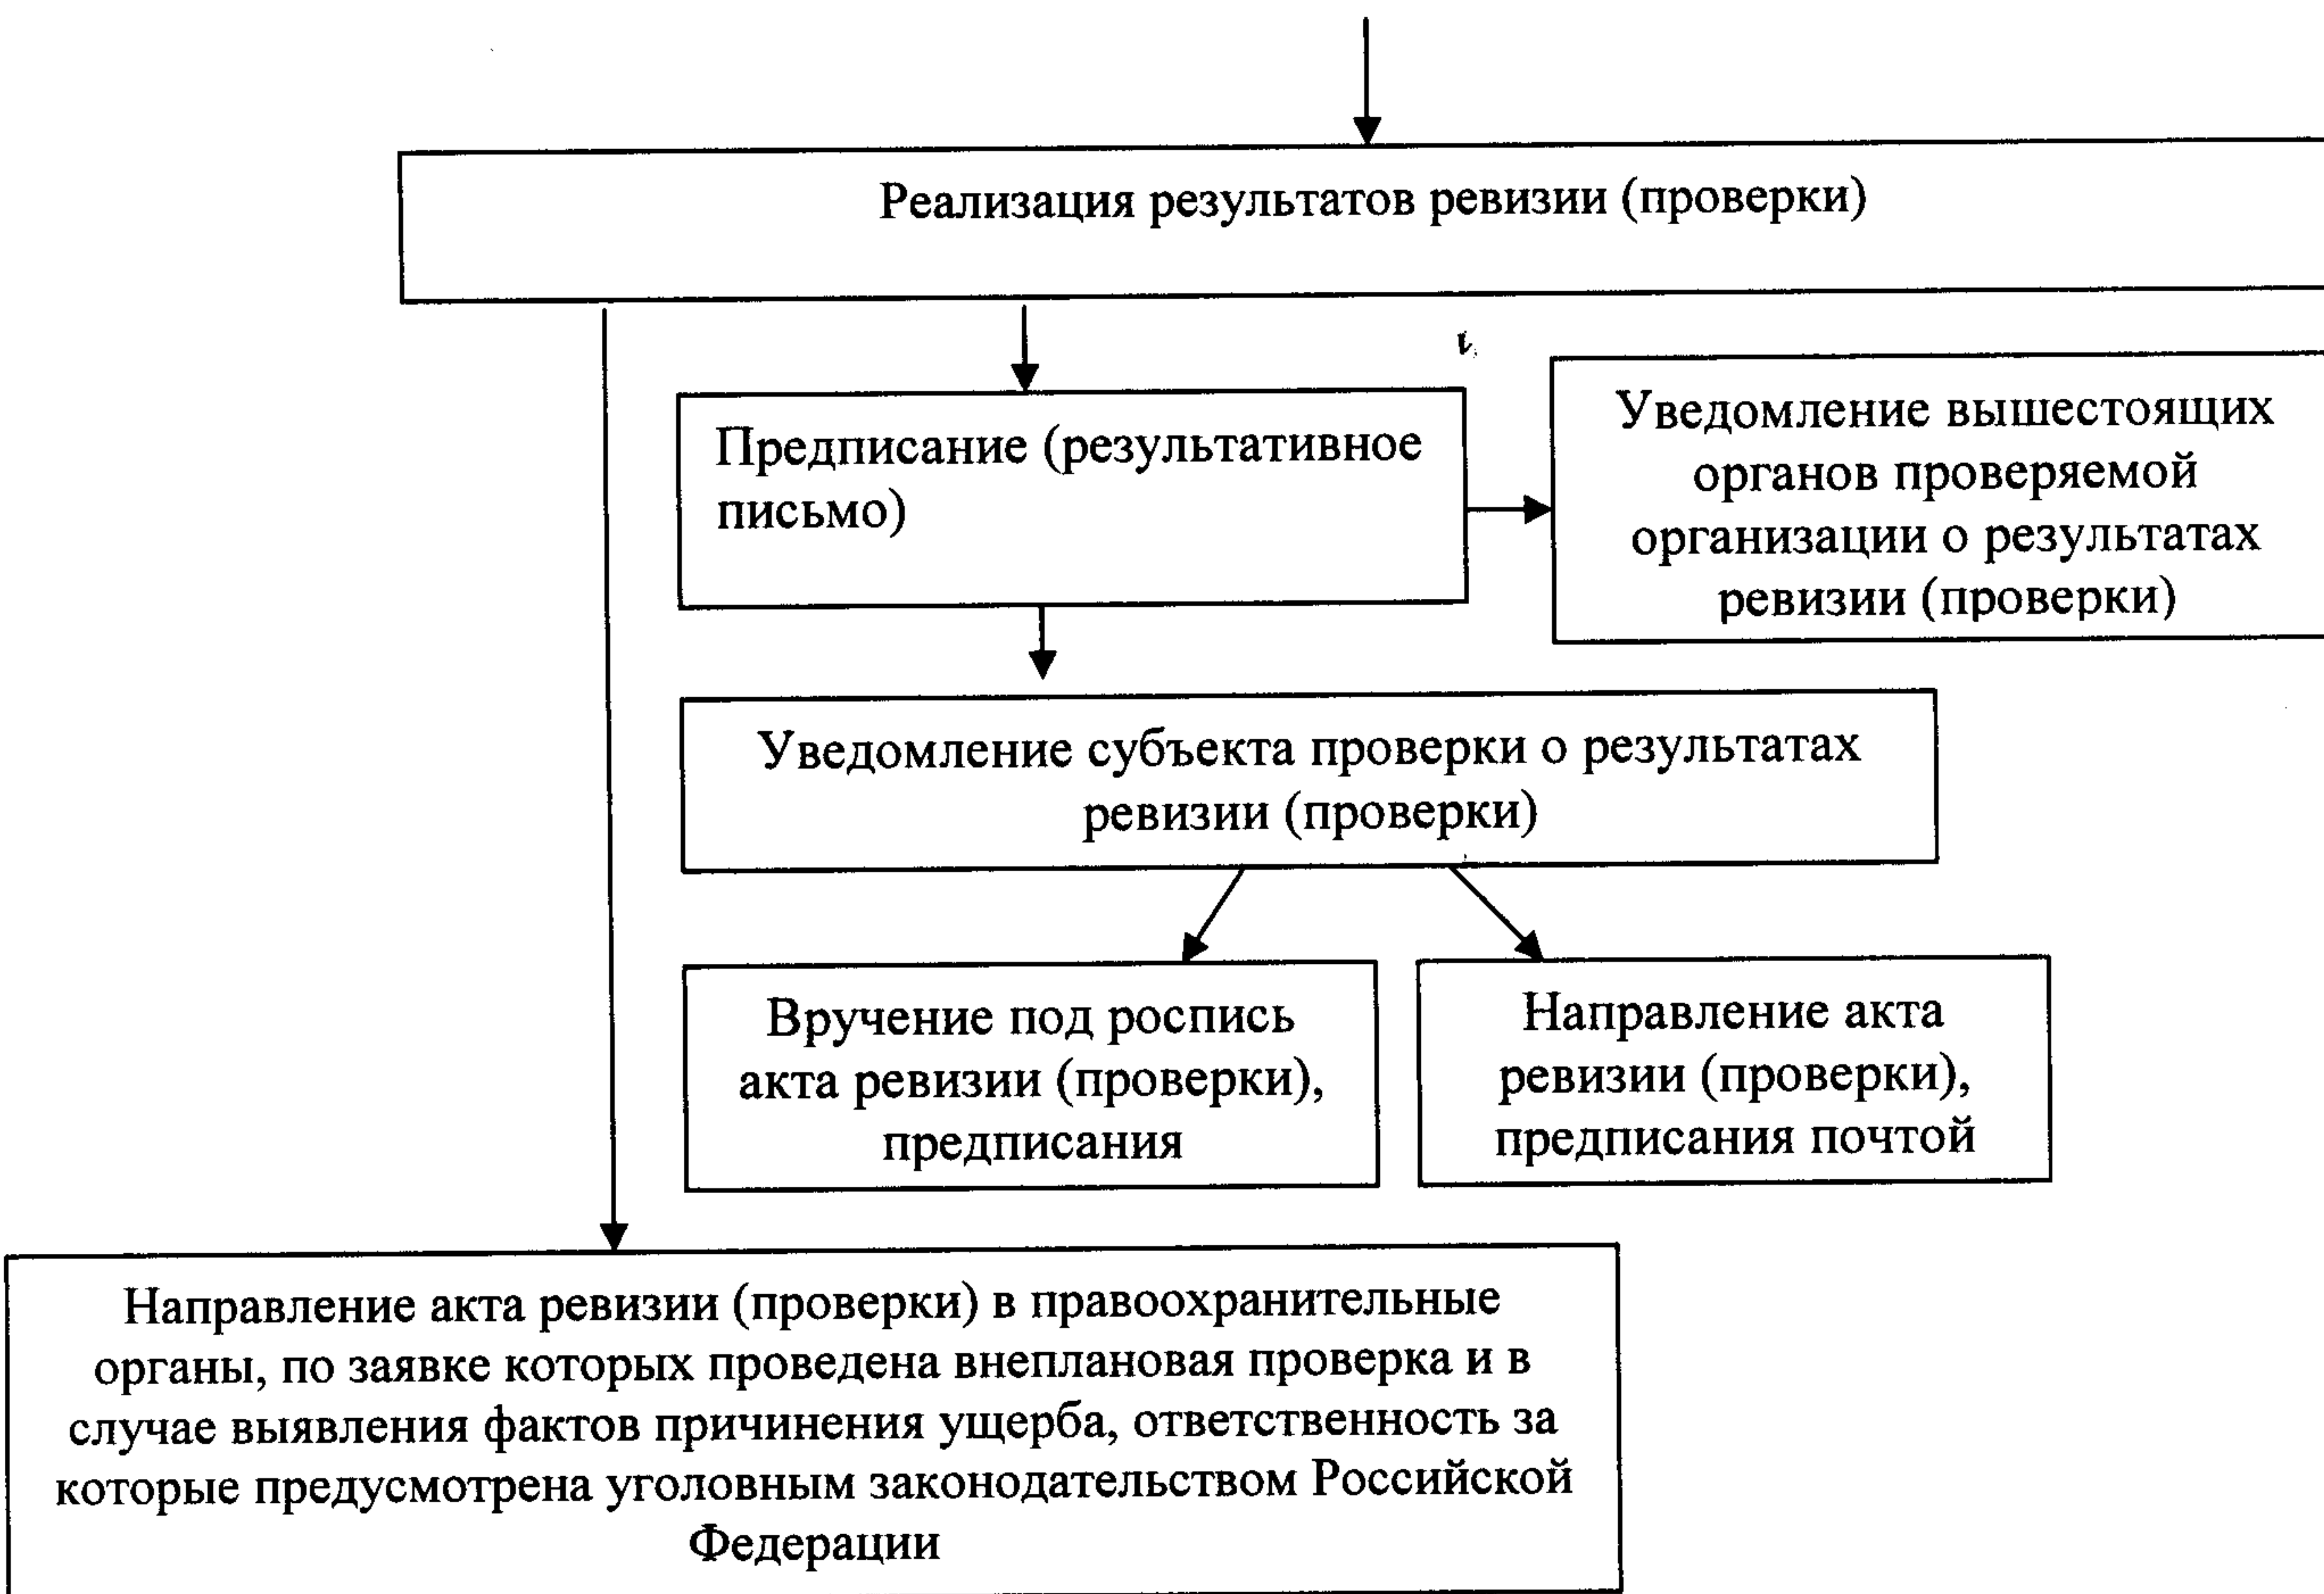 Реализация результатов ревизии (проверки)
Предписание (результативное
письмо)
Уведомление вышестоящих
органов проверяемой
организации о результатах
ревизии (проверки)
Уведомление субъекта проверки о результатах
ревизии (проверки)
Вручение под роспись
акта ревизии (проверки),
предписания
Направление акта
ревизии (проверки),
предписания почтой
Направление акта ревизии (проверки) в правоохранительные
органы, по заявке которых проведена внеплановая проверка и в
случае выявления фактов причинения ущерба, ответственность за
которые предусмотрена уголовным законодательством Российской
Федерации